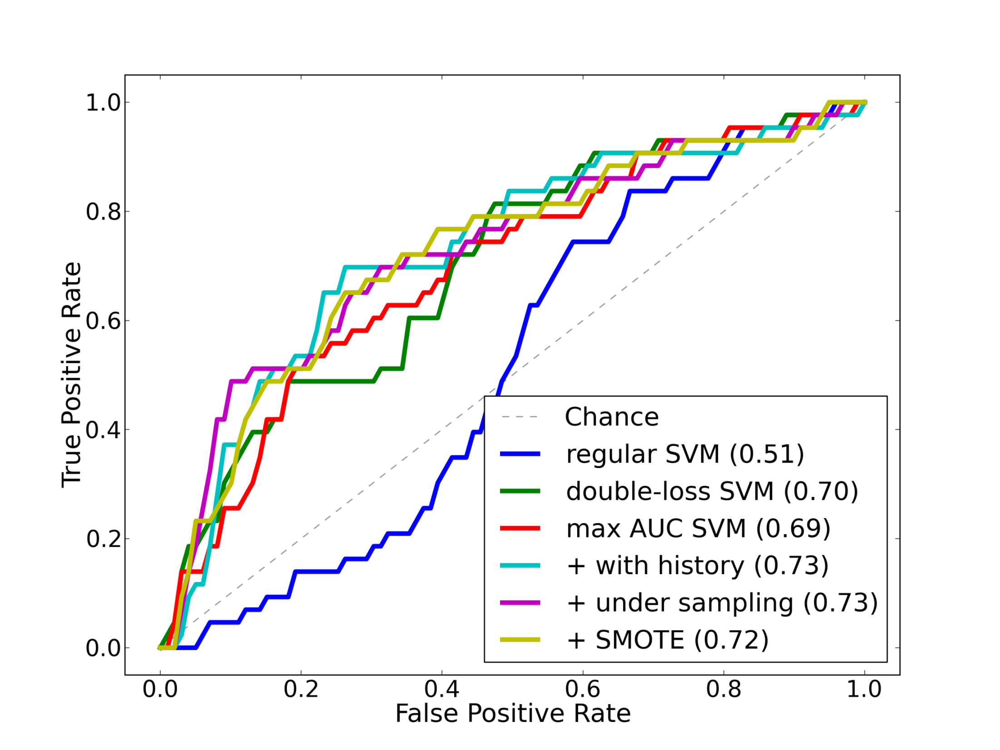 1.0
0.8
0.6
0.4
0.2
0.0
True Positive Rate
Chance
regular SVM (0.51)
double-loss SVM (0.70)
max AUC SVM (0.69)
+ with history (0.73)
+ under sampling (0.73)
+ SMOTE (0.72)
0.0 0.2 0.4 0.6 0.8 1.0
False Positive Rate